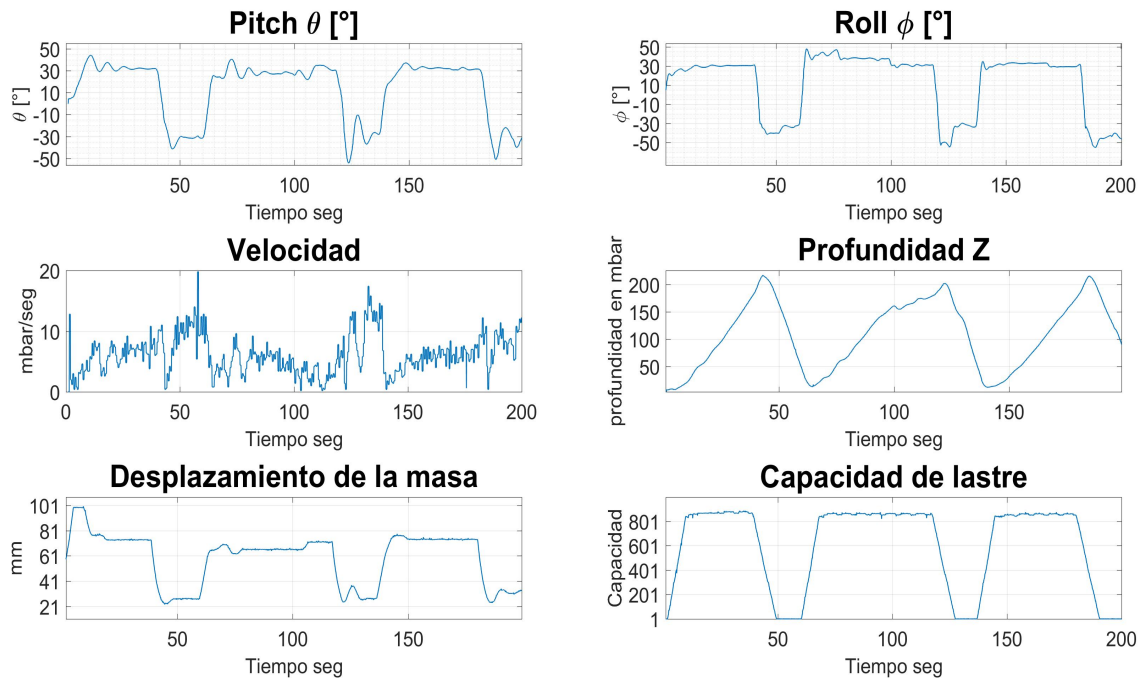 Pitch θ [°]
50
30
10
-10
-30
-50
θ [°]
50
100
150
Tiempo seg
Roll ϕ [°]
50
30
10
-10
-30
-50
ϕ [°]
50
100
150
200
Tiempo seg
Velocidad
20
10
0
mbar/seg
0
50
100
150
200
Tiempo seg
Profundidad Z
200
150
100
50
profundidad en mbar
50
100
150
Tiempo seg
Desplazamiento de la masa
101
81
61
41
21
mm
50
100
150
Tiempo seg
Capacidad de lastre
801
601
401
201
1
Capacidad
50
100
150
200
Tiempo seg